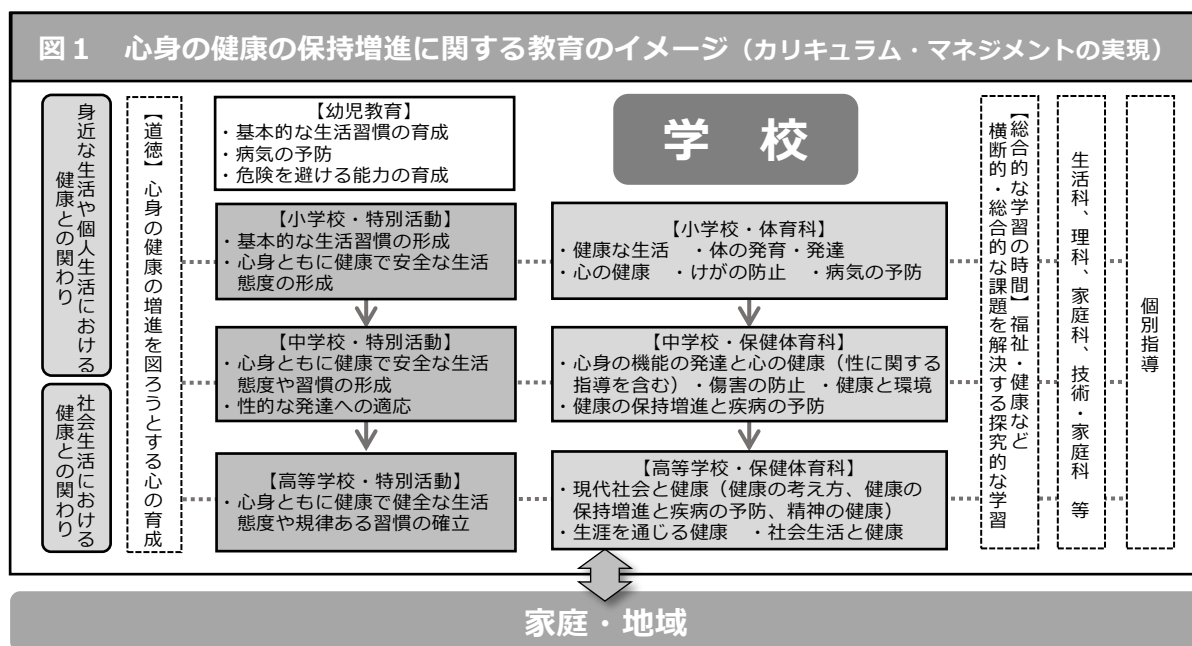 図1 心身の健康の保持増進に関する教育のイメージ（カリキュラム・マネジメントの実現）
身近な生活や個人生活における
健康との関わり
社会生活における
健康との関わり
【道徳】心身の健康の増進を図ろうとする心の育成
【幼児教育】
・基本的な生活習慣の育成
・病気の予防
・危険を避ける能力の育成
学 校
【小学校・特別活動】
・基本的な生活習慣の形成
・心身ともに健康で安全な生活
態度の形成
【小学校・体育科】
・健康な生活 ・体の発育・発達
・心の健康 ・けがの防止 ・病気の予防
【中学校・特別活動】
・心身ともに健康で安全な生活
態度や習慣の形成
・性的な発達への適応
【中学校・保健体育科】
・心身の機能の発達と心の健康（性に関する
指導を含む）・傷害の防止 ・健康と環境
・健康の保持増進と疾病の予防
【高等学校・特別活動】
・心身ともに健康で健全な生活
態度や規律ある習慣の確立
【高等学校・保健体育科】
・現代社会と健康（健康の考え方、健康の
保持増進と疾病の予防、精神の健康）
・生涯を通じる健康 ・社会生活と健康
【総合的な学習の時間】福祉・健康など
横断的・総合的な課題を解決する探究的な学習
生活科、理科、家庭科、技術・家庭科 等
個別指導
家庭・地域